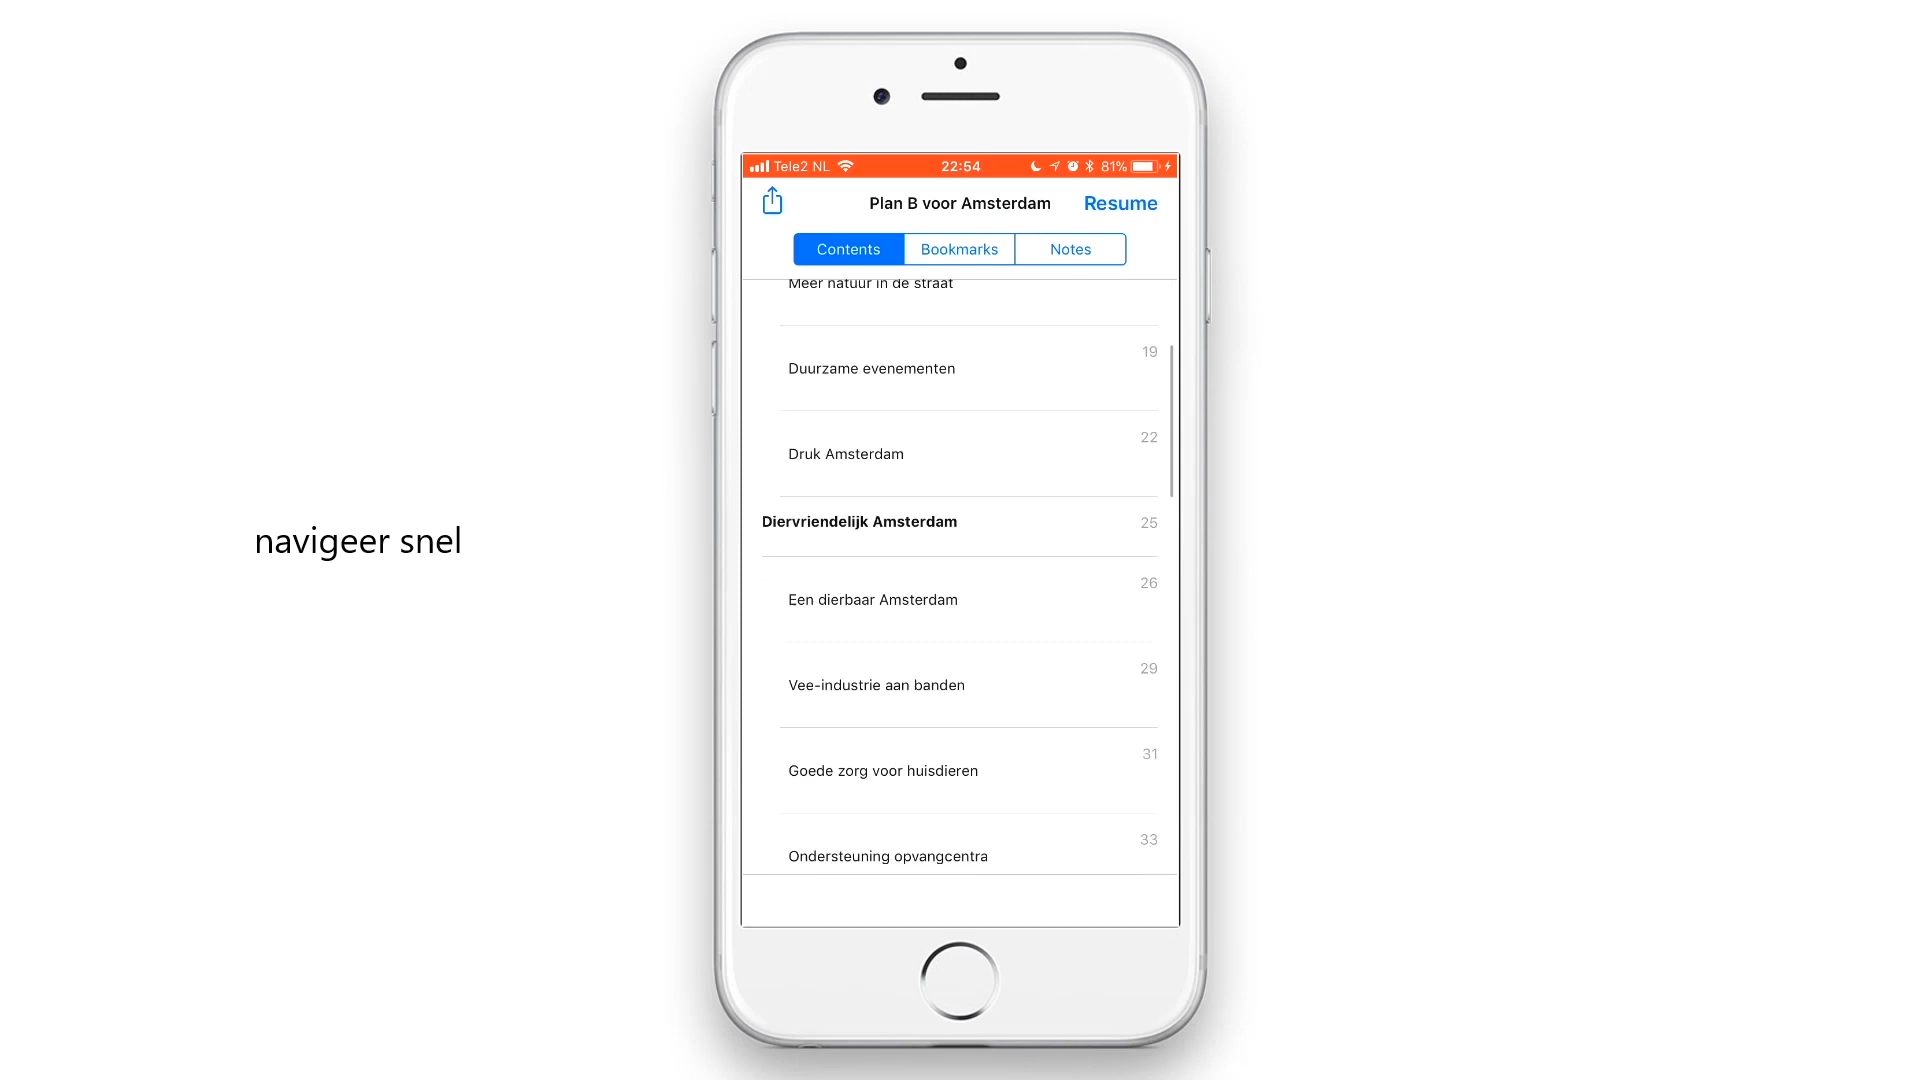 Tele2 NL 22:54 81%
Plan B voor Amsterdam Resume
Contents Bookmarks Notes
Meer natuur in de straat
19
Duurzame evenementen
22
Druk Amsterdam
Diervriendelijk Amsterdam 25
26
Een dierbaar Amsterdam
29
Vee-industrie aan banden
31
Goede zorg voor huisdieren
33
Ondersteuning opvangcentra
navigeer snel